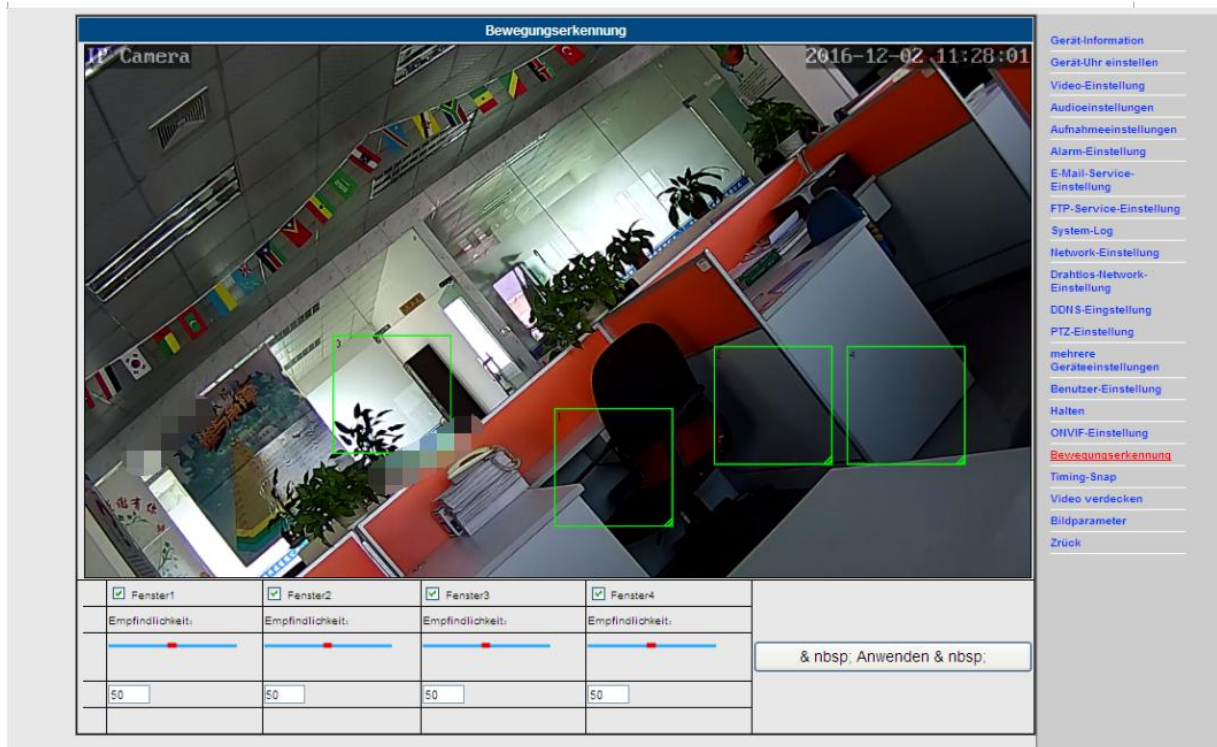 Bewegungserkennung
IP Camera
2016-12-02 11:28:01
3
2
4
Fenster1
Fenster2
Fenster3
Fenster4
Empfindlichkeit:
Empfindlichkeit:
Empfindlichkeit:
Empfindlichkeit:
50
50
50
50
& nbsp; Anwenden & nbsp;
Gerät-Information
Gerät-Uhr einstellen
Video-Einstellung
Audioeinstellungen
Aufnahmeeinstellungen
Alarm-Einstellung
E-Mail-Service-
Einstellung
FTP-Service-Einstellung
System-Log
Network-Einstellung
Drahtlos-Network-
Einstellung
DDNS-Eingstellung
PTZ-Einstellung
mehrere
Geräteeinstellungen
Benutzer-Einstellung
Halten
ONVIF-Einstellung
Bewegungserkennung
Timing-Snap
Video verdecken
Bildparameter
Zrück